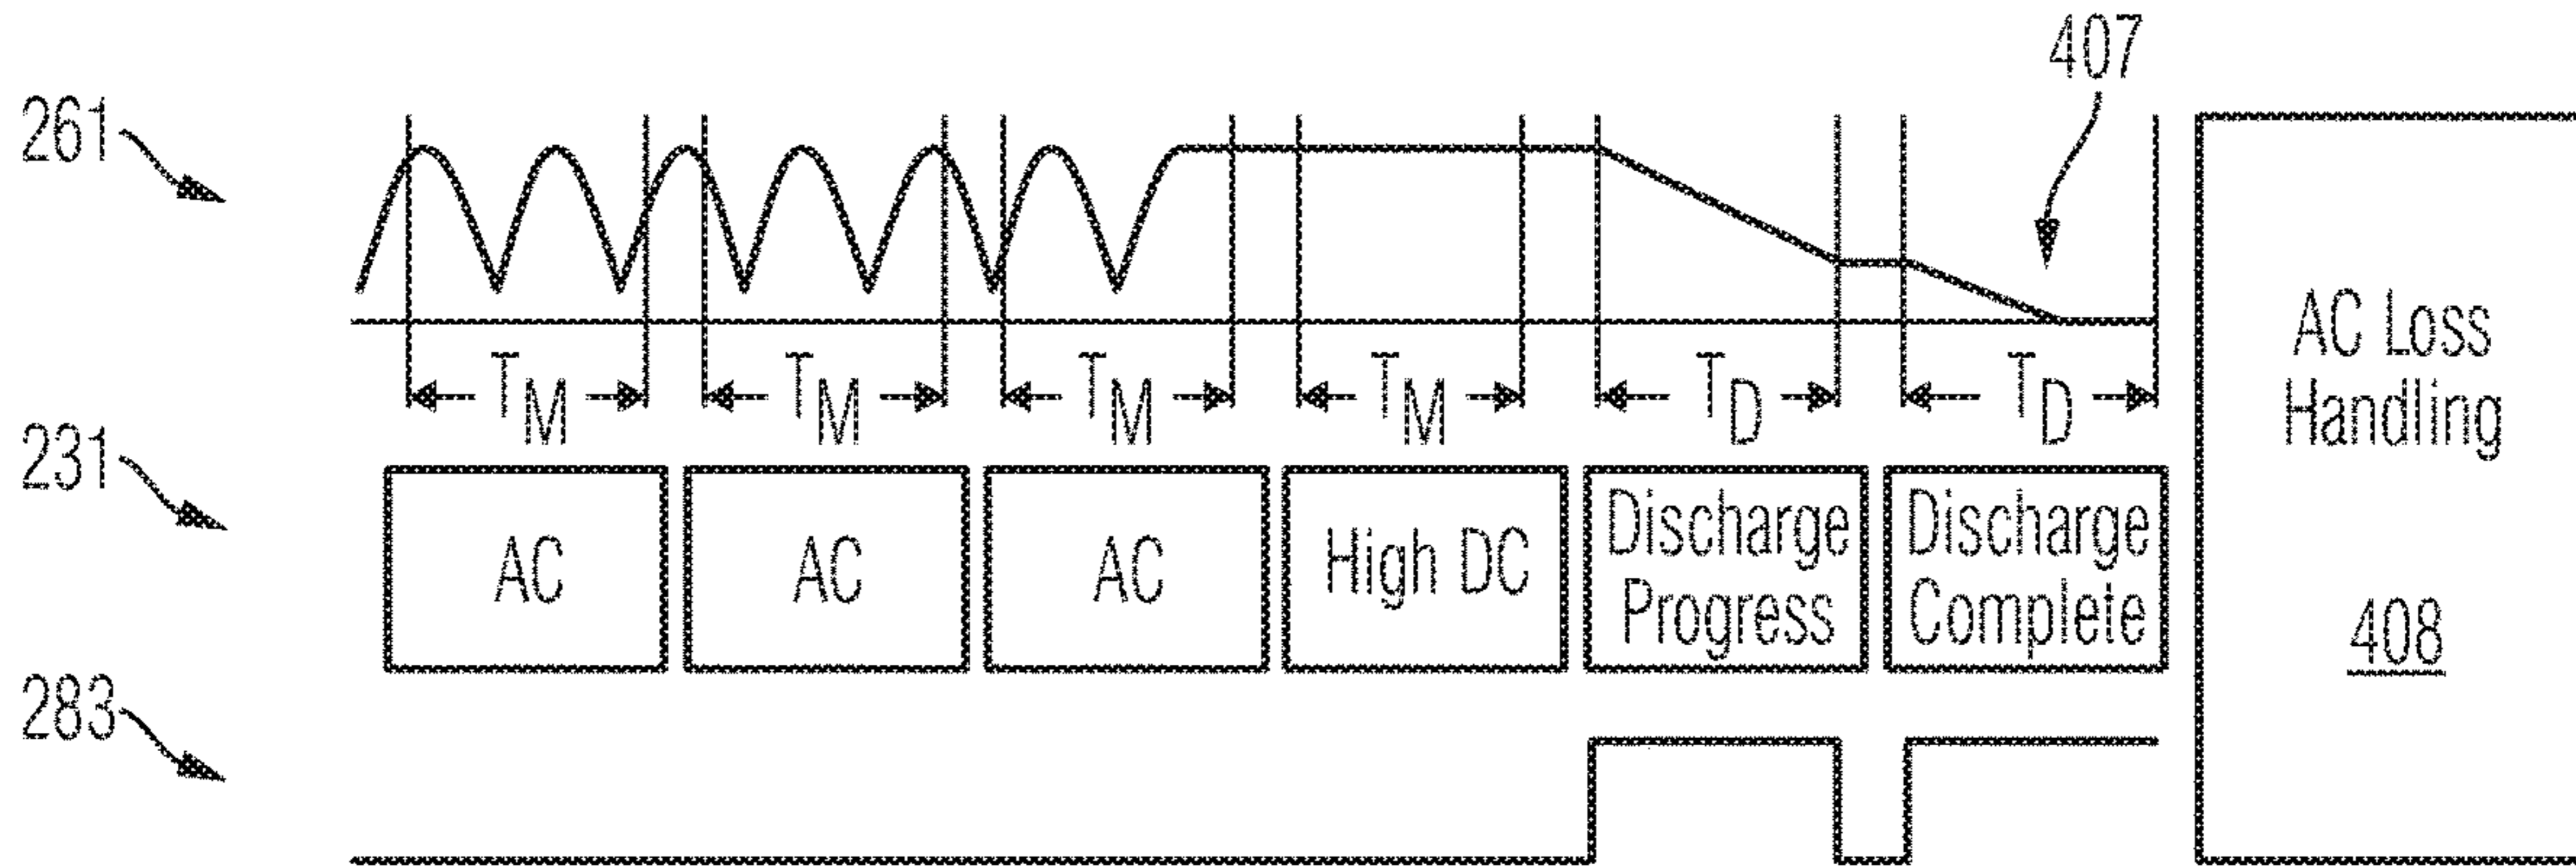 407
261
T_M T_M T_M T_M T_D T_D
AC Loss
Handling
408
231
AC AC AC High DC Discharge Progress Discharge Complete
283